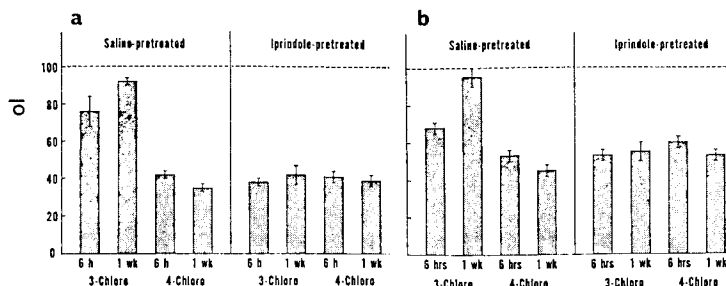 a
Saline-pretreated Iprindole-pretreated
100
80
60
40
20
0
ol
6 h 1 wk 6 h 1 wk 6 h 1 wk 6 h 1 wk
3-Chloro 4-Chloro 3-Chloro 4-Chloro
b
Saline-pretreated Iprindole-pretreated
6 hrs 1 wk 6 hrs 1 wk 6 hrs 1 wk 6 hrs 1 wk
3-Chloro 4-Chloro 3-Chloro 4-Chloro